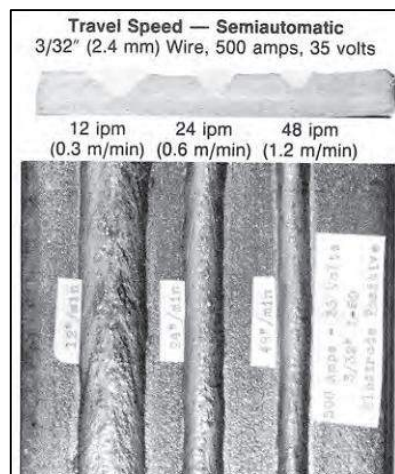 Travel Speed — Semiautomatic
3/32" (2.4 mm) Wire, 500 amps, 35 volts
12 ipm 24 ipm 48 ipm
(0.3 m/min) (0.6 m/min) (1.2 m/min)
12"/min
24"/min
48"/min
500 Amps - 35 Volts
3/32"
Electrode Positive